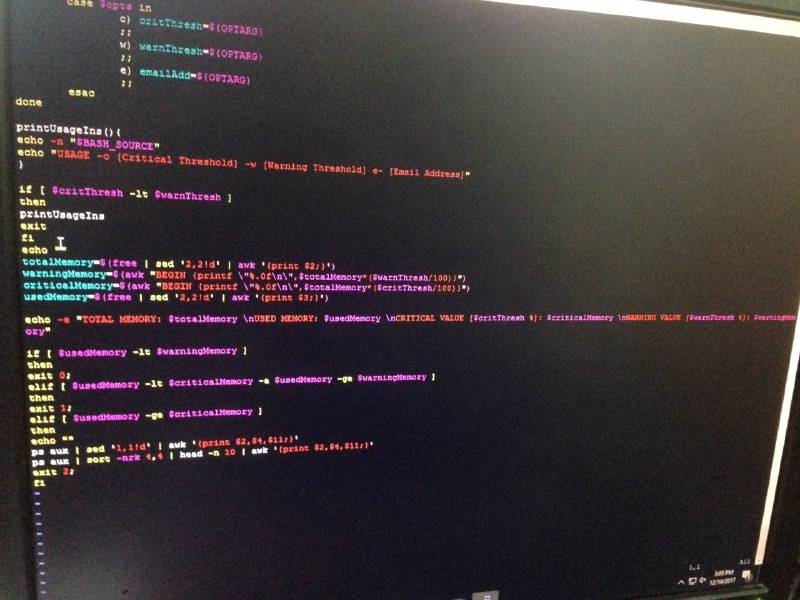 case $opts in
c) critThresh=${OPTARG}
;;
w) warnThresh=${OPTARG}
;;
e) emailAdd=${OPTARG}
;;
esac
done
printUsageIns(){
echo -n "$BASH_SOURCE"
echo "USAGE -c [Critical Threshold] -w [Warning Threshold] e- [Email Address]"
}
if [ $critThresh -lt $warnThresh ]
then
printUsageIns
exit
fi
echo ""
totalMemory=$(free | sed '2,2!d' | awk '{print $2;}')
warningMemory=$(awk "BEGIN {printf \"%.0f\n\",$totalMemory*($warnThresh/100)}")
criticalMemory=$(awk "BEGIN {printf \"%.0f\n\",$totalMemory*($critThresh/100)}")
usedMemory=$(free | sed '2,2!d' | awk '{print $3;}')
echo -e "TOTAL MEMORY: $totalMemory \nUSED MEMORY: $usedMemory \nCRITICAL VALUE [$critThresh %]: $criticalMemory \nWARNING VALUE [$warnThresh %]: $warningMem
ory"
if [ $usedMemory -lt $warningMemory ]
then
exit 0;
elif [ $usedMemory -lt $criticalMemory -a $usedMemory -ge $warningMemory ]
then
exit 1;
elif [ $usedMemory -ge $criticalMemory ]
then
echo ""
ps aux | sed '1,1!d' | awk '{print $2,$4,$11;}'
ps aux | sort -nrk 4,4 | head -n 10 | awk '{print $2,$4,$11;}'
exit 2;
fi
~
~
~
~
~
~
~
~
1,1 All
3:05 PM
12/14/2017